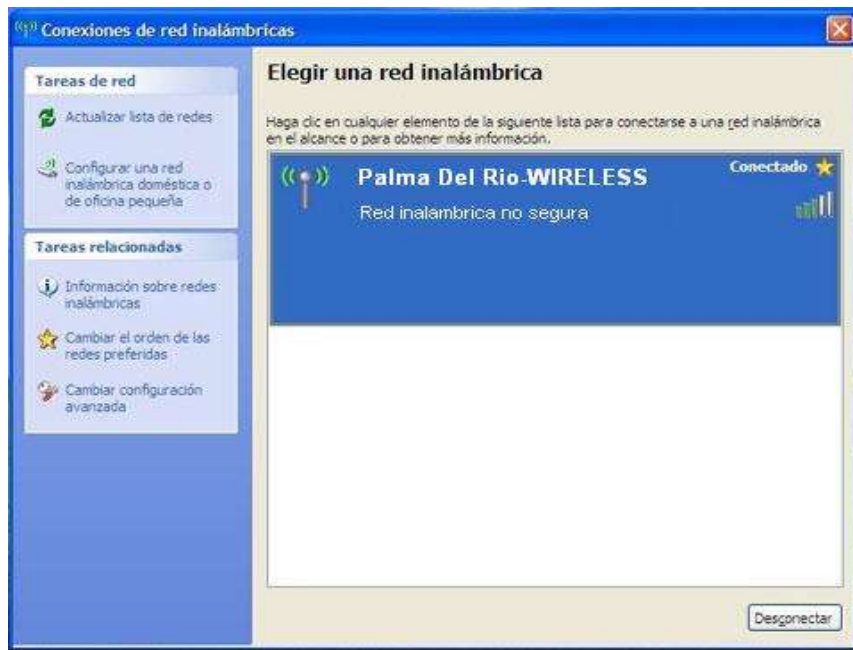 Conexiones de red inalámbricas
Tareas de red
Actualizar lista de redes
Configurar una red
inalámbrica doméstica o
de oficina pequeña
Tareas relacionadas
Información sobre redes
inalámbricas
Cambiar el orden de las
redes preferidas
Cambiar configuración
avanzada
Elegir una red inalámbrica
Haga clic en cualquier elemento de la siguiente lista para conectarse a una red inalámbrica
en el alcance o para obtener más información.
Palma Del Rio-WIRELESS
Conectado
Red inalambrica no segura
Desconectar